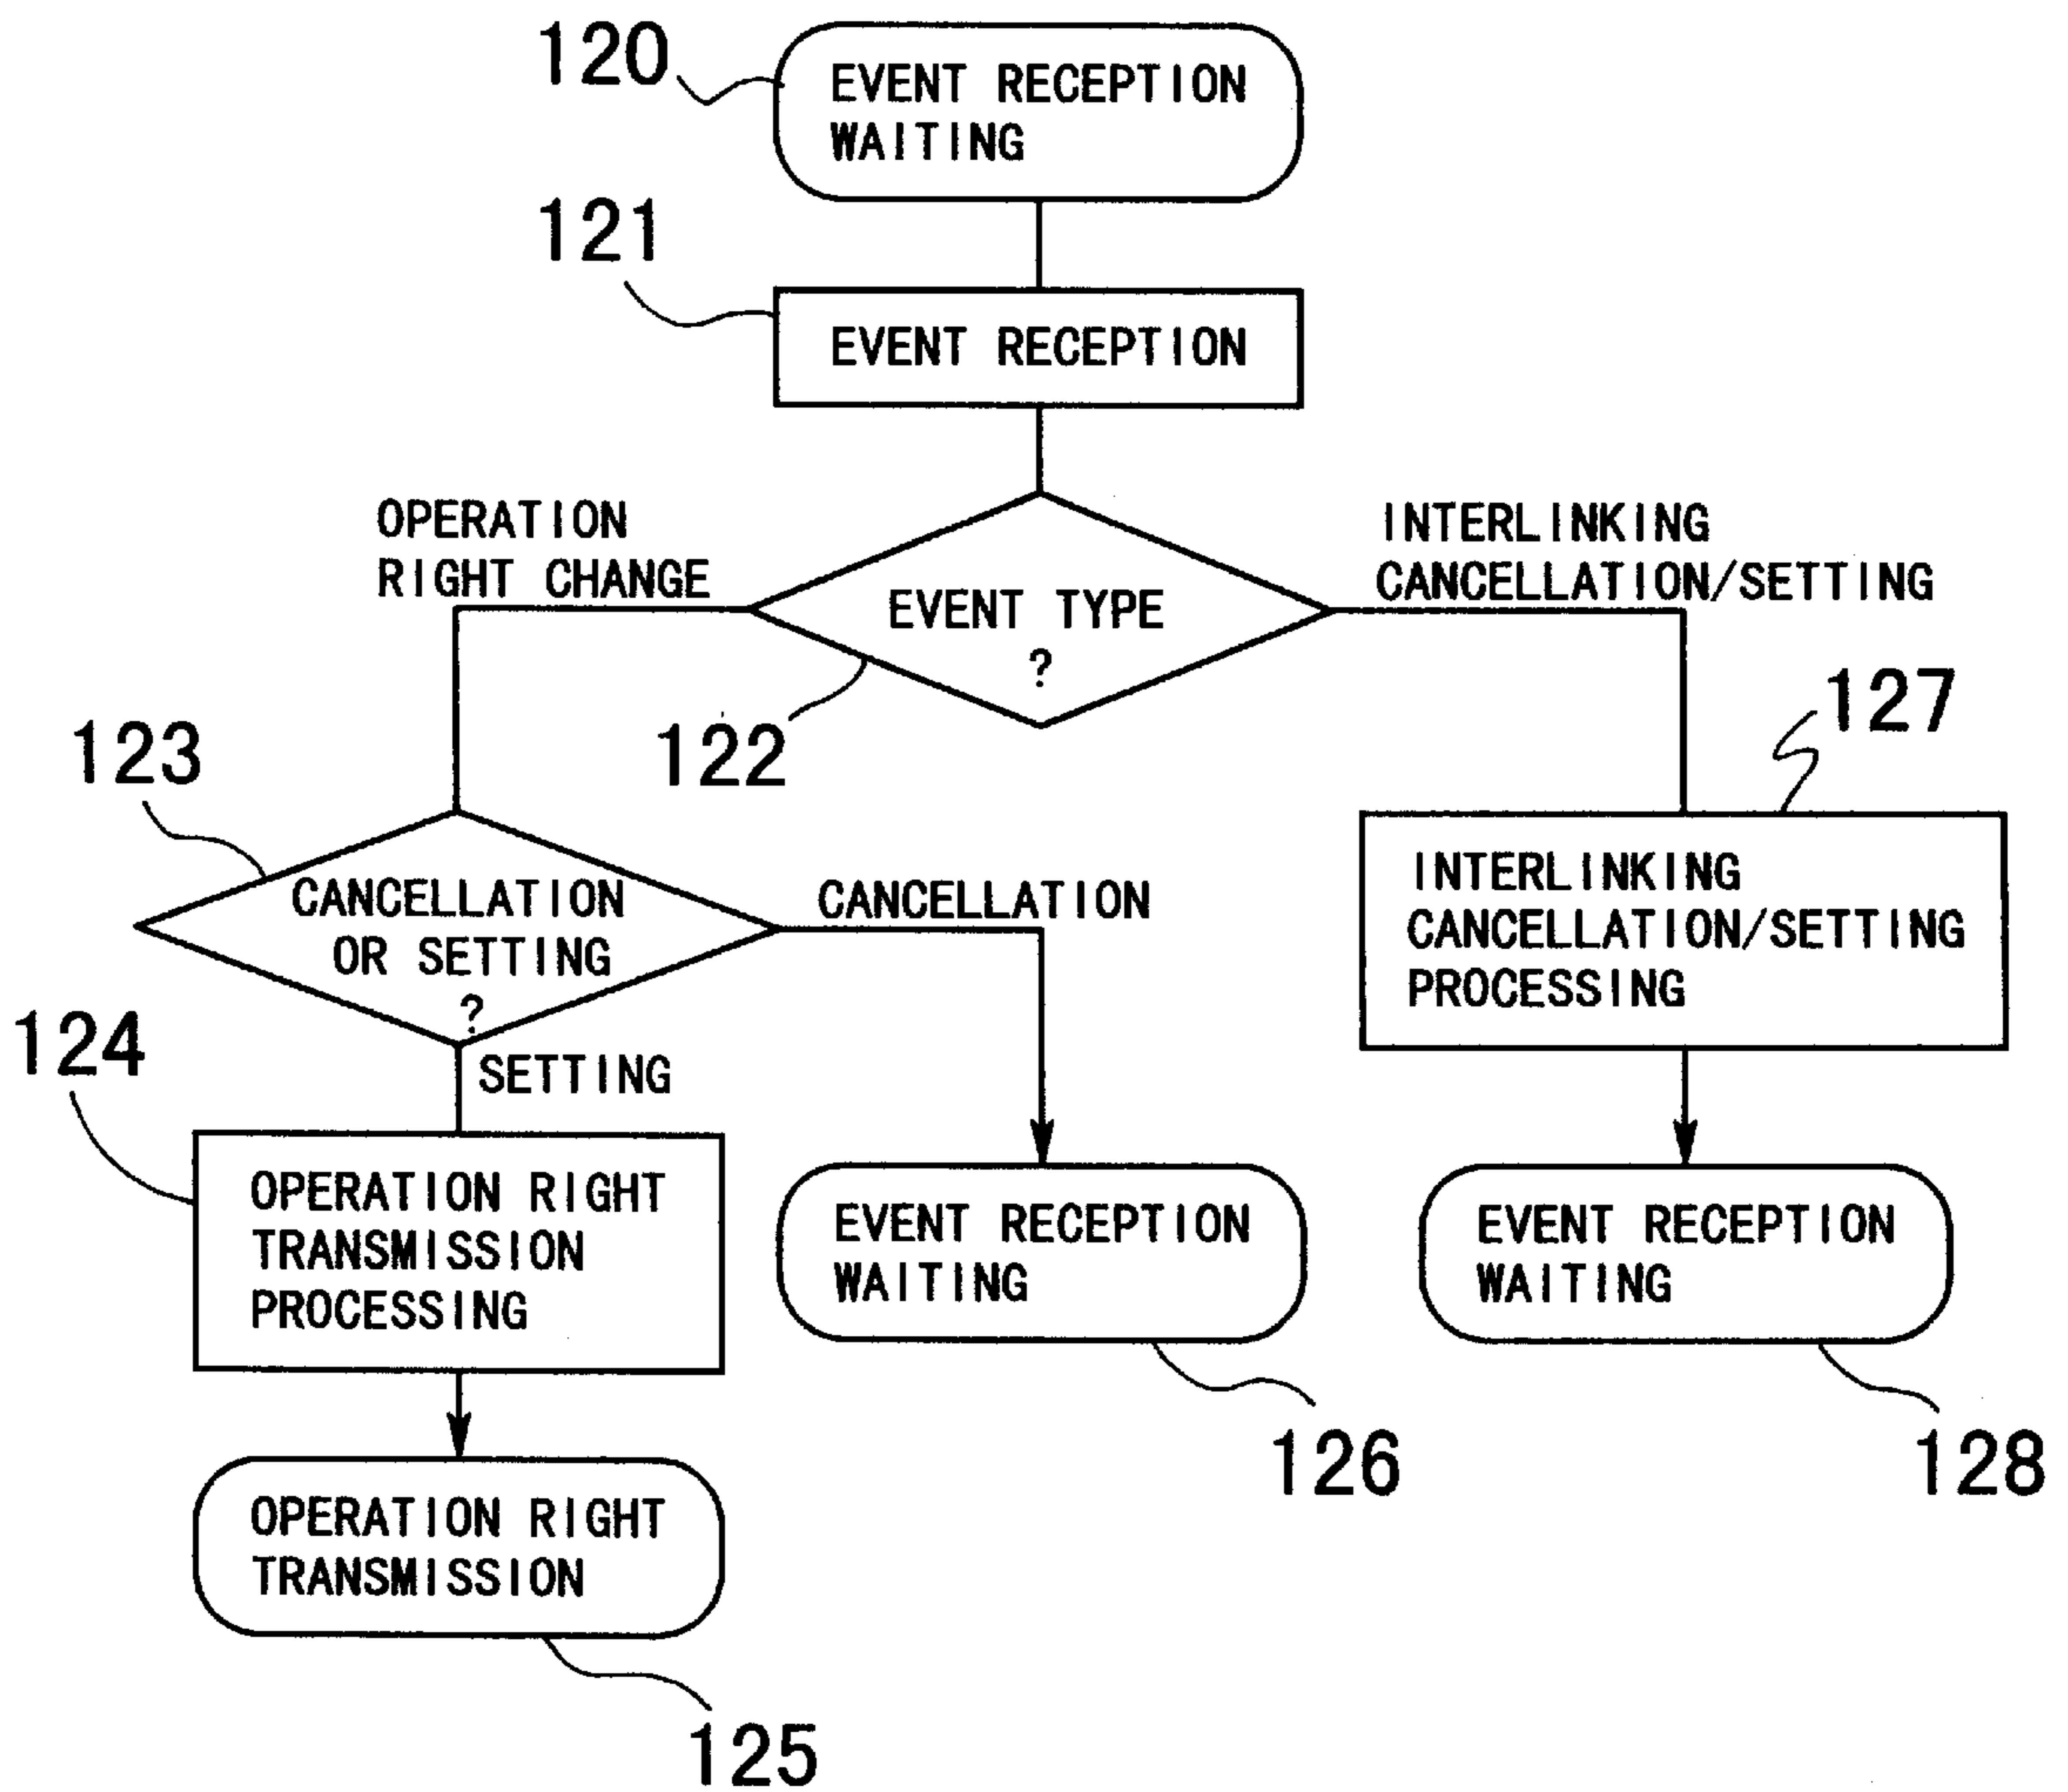 120
EVENT RECEPTION
WAITING
121
EVENT RECEPTION
OPERATION
RIGHT CHANGE
INTERLINKING
CANCELLATION/SETTING
EVENT TYPE
?
122
127
123
CANCELLATION
OR SETTING
?
CANCELLATION
INTERLINKING
CANCELLATION/SETTING
PROCESSING
124
SETTING
OPERATION RIGHT
TRANSMISSION
PROCESSING
EVENT RECEPTION
WAITING
EVENT RECEPTION
WAITING
126
128
OPERATION RIGHT
TRANSMISSION
125